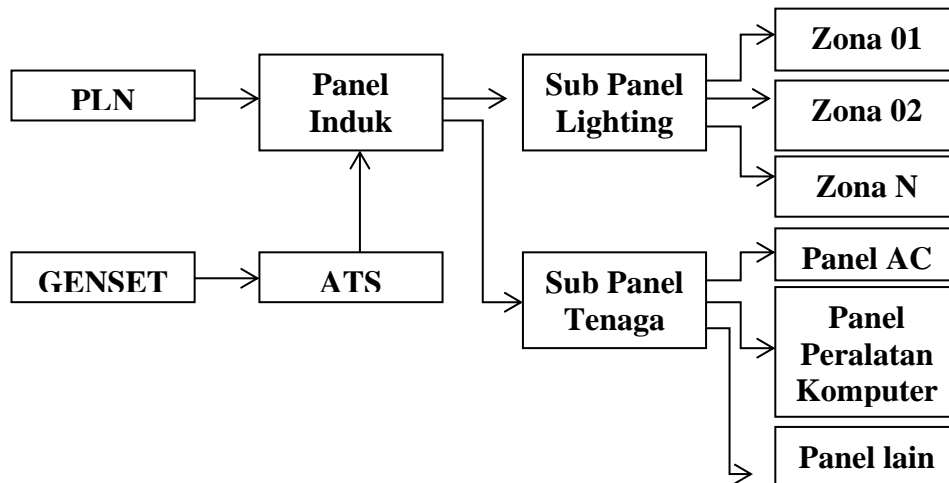 PLN
Panel
Induk
Sub Panel
Lighting
Zona 01
Zona 02
Zona N
GENSET
ATS
Sub Panel
Tenaga
Panel AC
Panel
Peralatan
Komputer
Panel lain